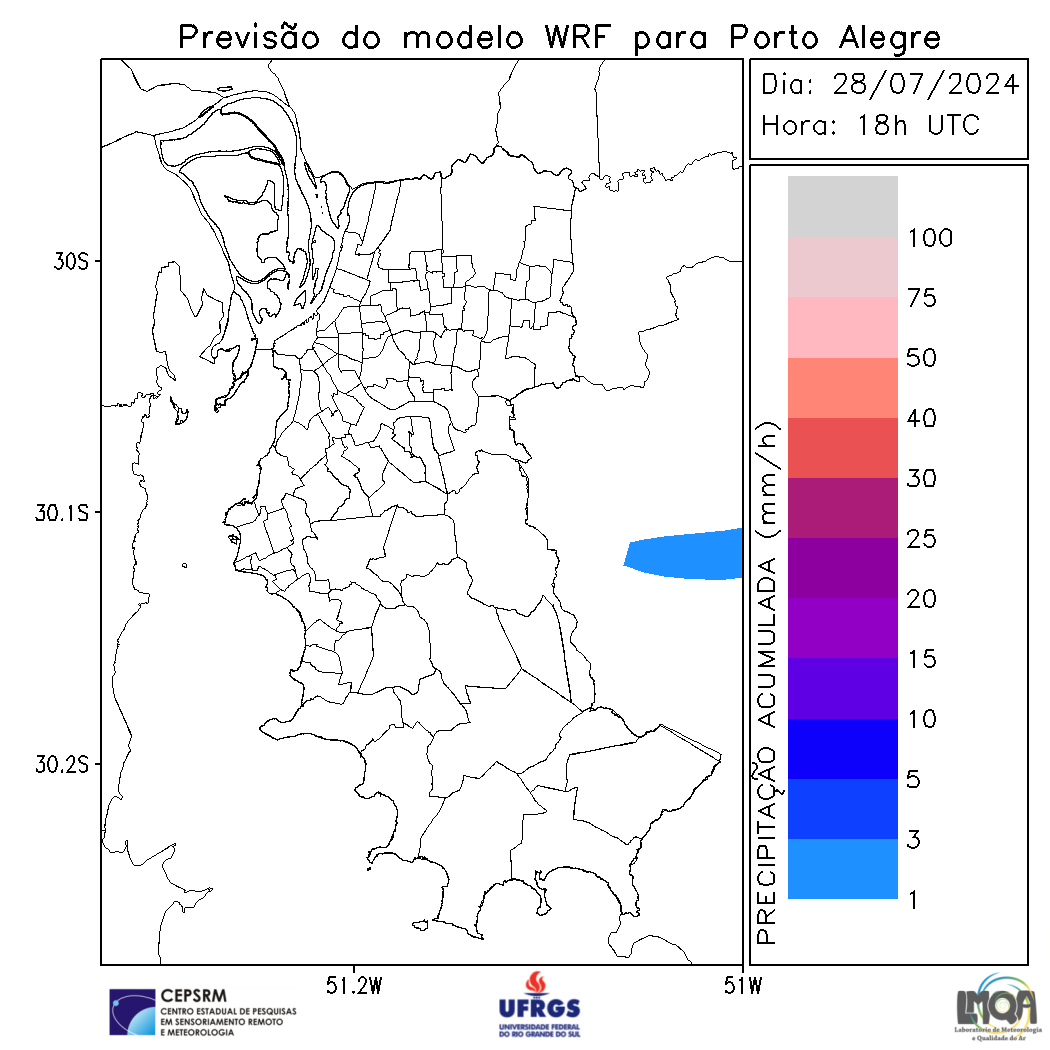 Previsão do modelo WRF para Porto Alegre
Dia: 28/07/2024
Hora: 18h UTC
30S
30.1S
30.2S
51.2W
51W
PRECIPITAÇÃO ACUMULADA (mm/h)
100
75
50
40
30
25
20
15
10
5
3
1
CEPSRM
CENTRO ESTADUAL DE PESQUISAS
EM SENSORIAMENTO REMOTO
E METEOROLOGIA
UFRGS
UNIVERSIDADE FEDERAL
DO RIO GRANDE DO SUL
LMQA
Laboratório de Meteorologia
e Qualidade do Ar